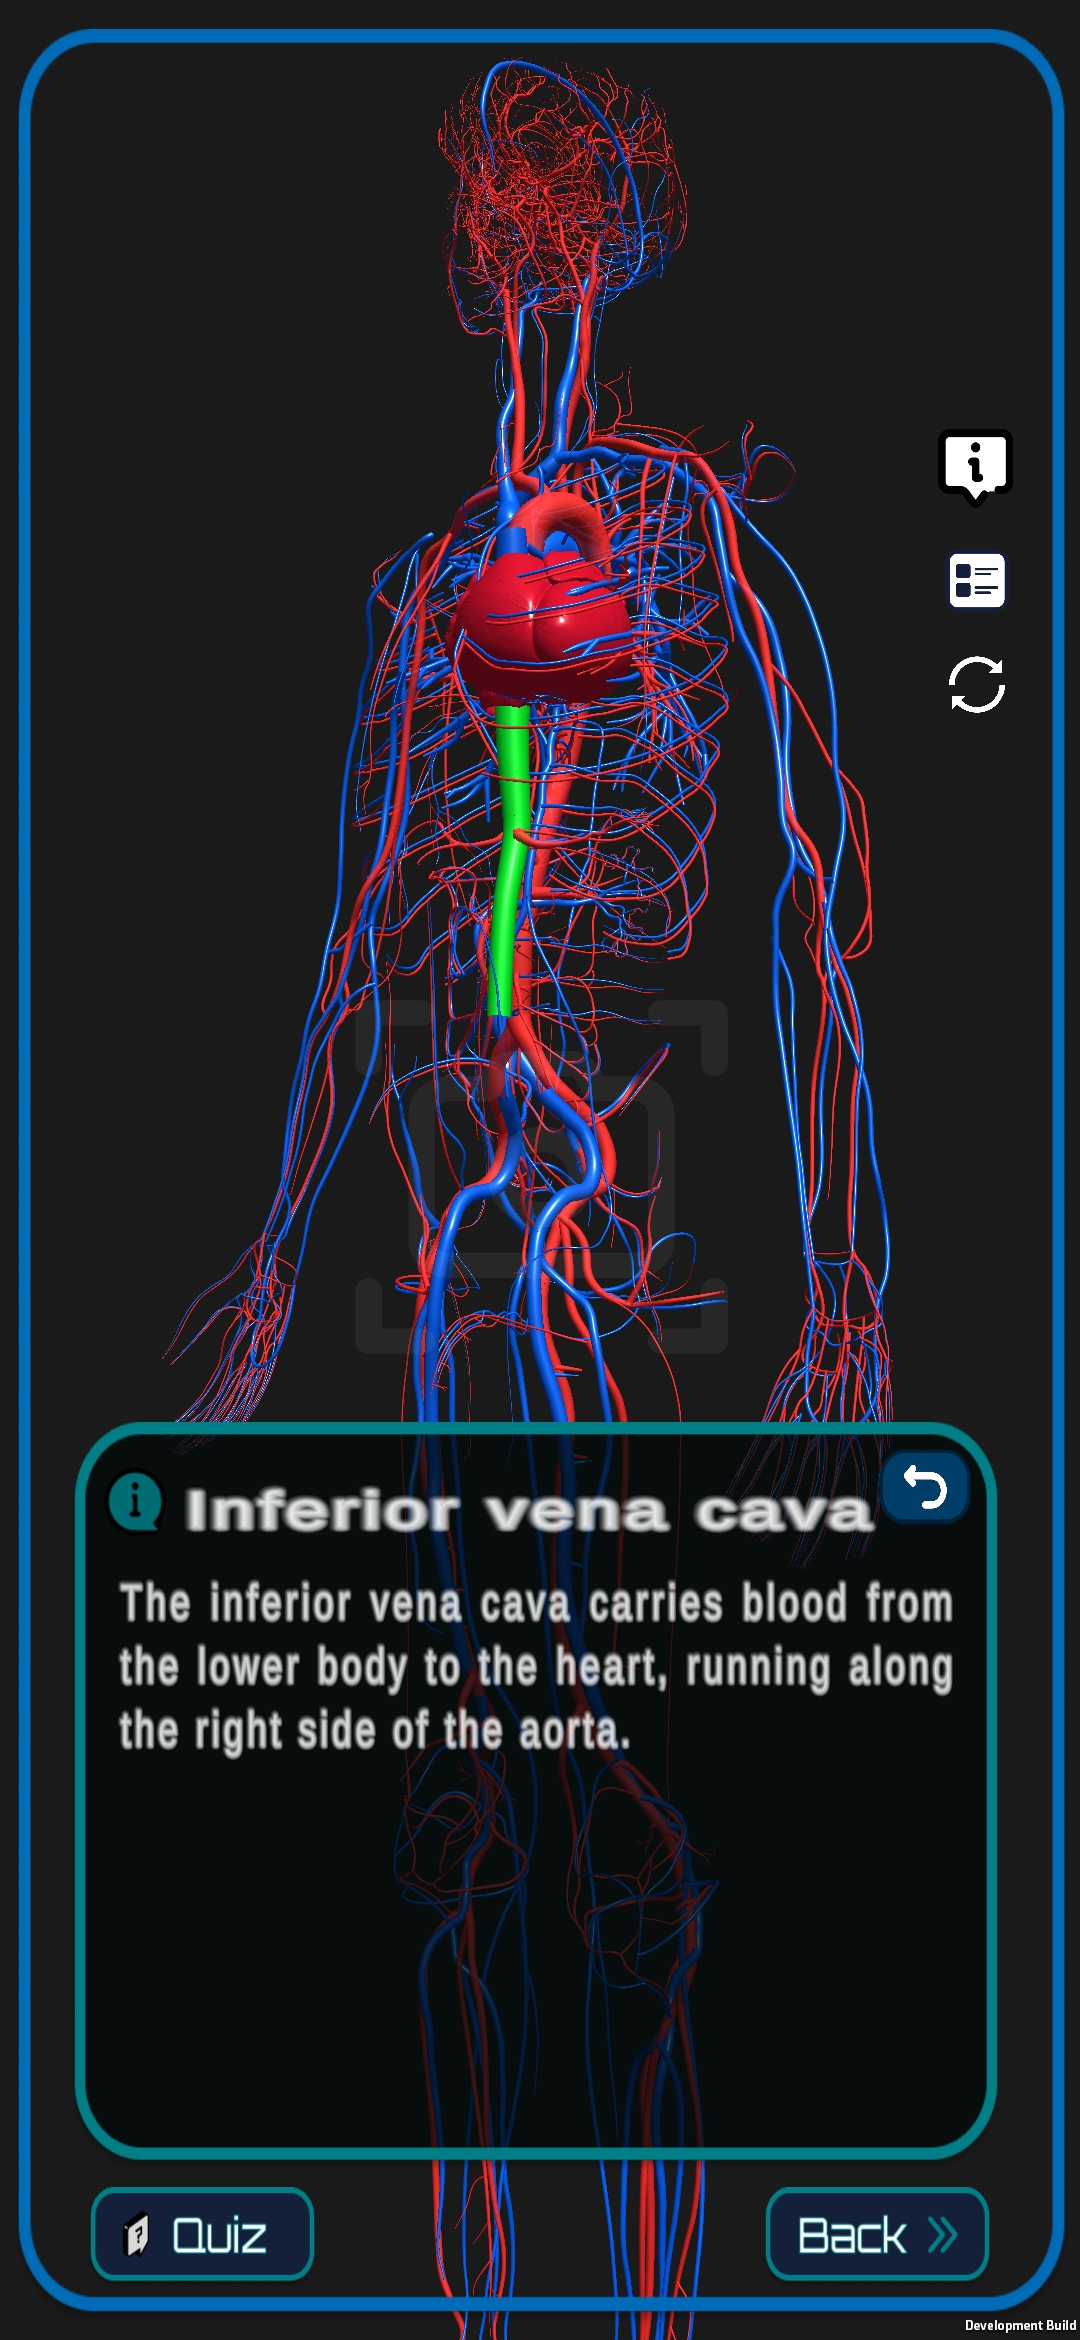 Inferior vena cava
The inferior vena cava carries blood from
the lower body to the heart, running along
the right side of the aorta.
Quiz
Back
Development Build